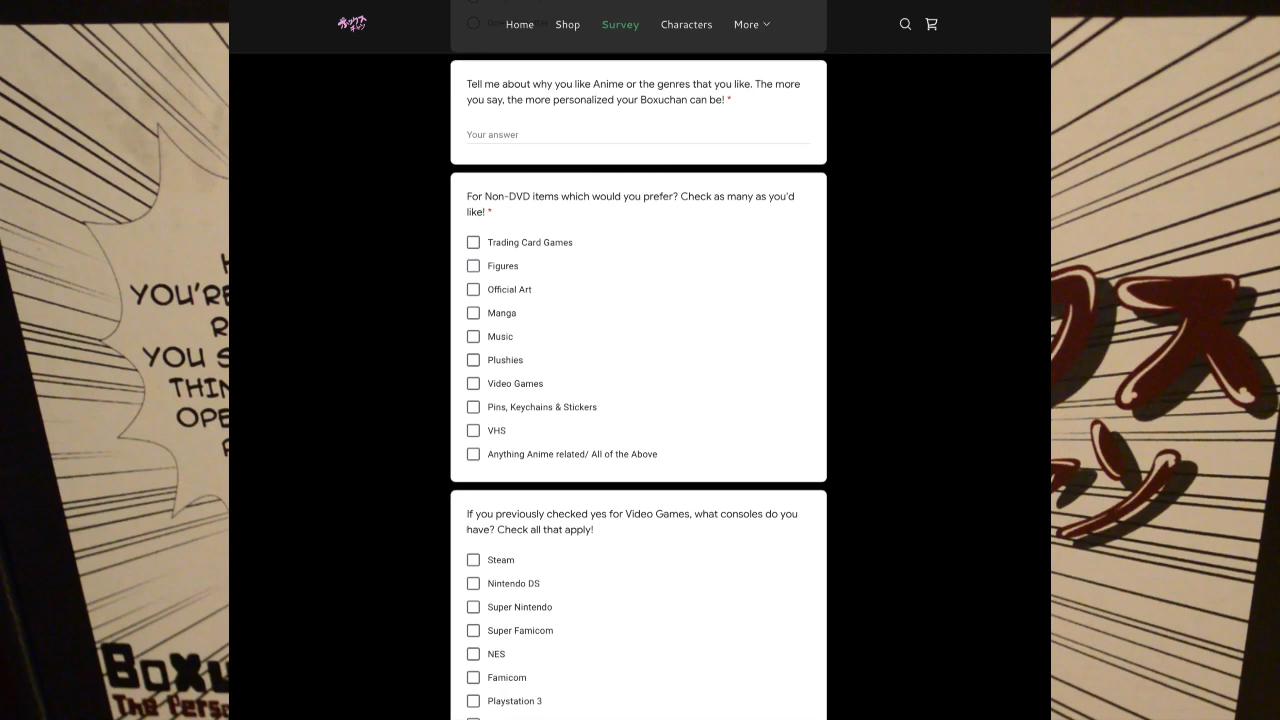 Home
Shop
Survey
Characters
More
Tell me about why you like Anime or the genres that you like. The more
you say, the more personalized your Boxuchan can be! *
Your answer
For Non-DVD items which would you prefer? Check as many as you'd
like! *
Trading Card Games
Figures
Official Art
Manga
Music
Plushies
Video Games
Pins, Keychains & Stickers
VHS
Anything Anime related/ All of the Above
If you previously checked yes for Video Games, what consoles do you
have? Check all that apply!
Steam
Nintendo DS
Super Nintendo
Super Famicom
NES
Famicom
Playstation 3
YOU'RE
YOU S
THIN
OPE
Boxu
The Perso